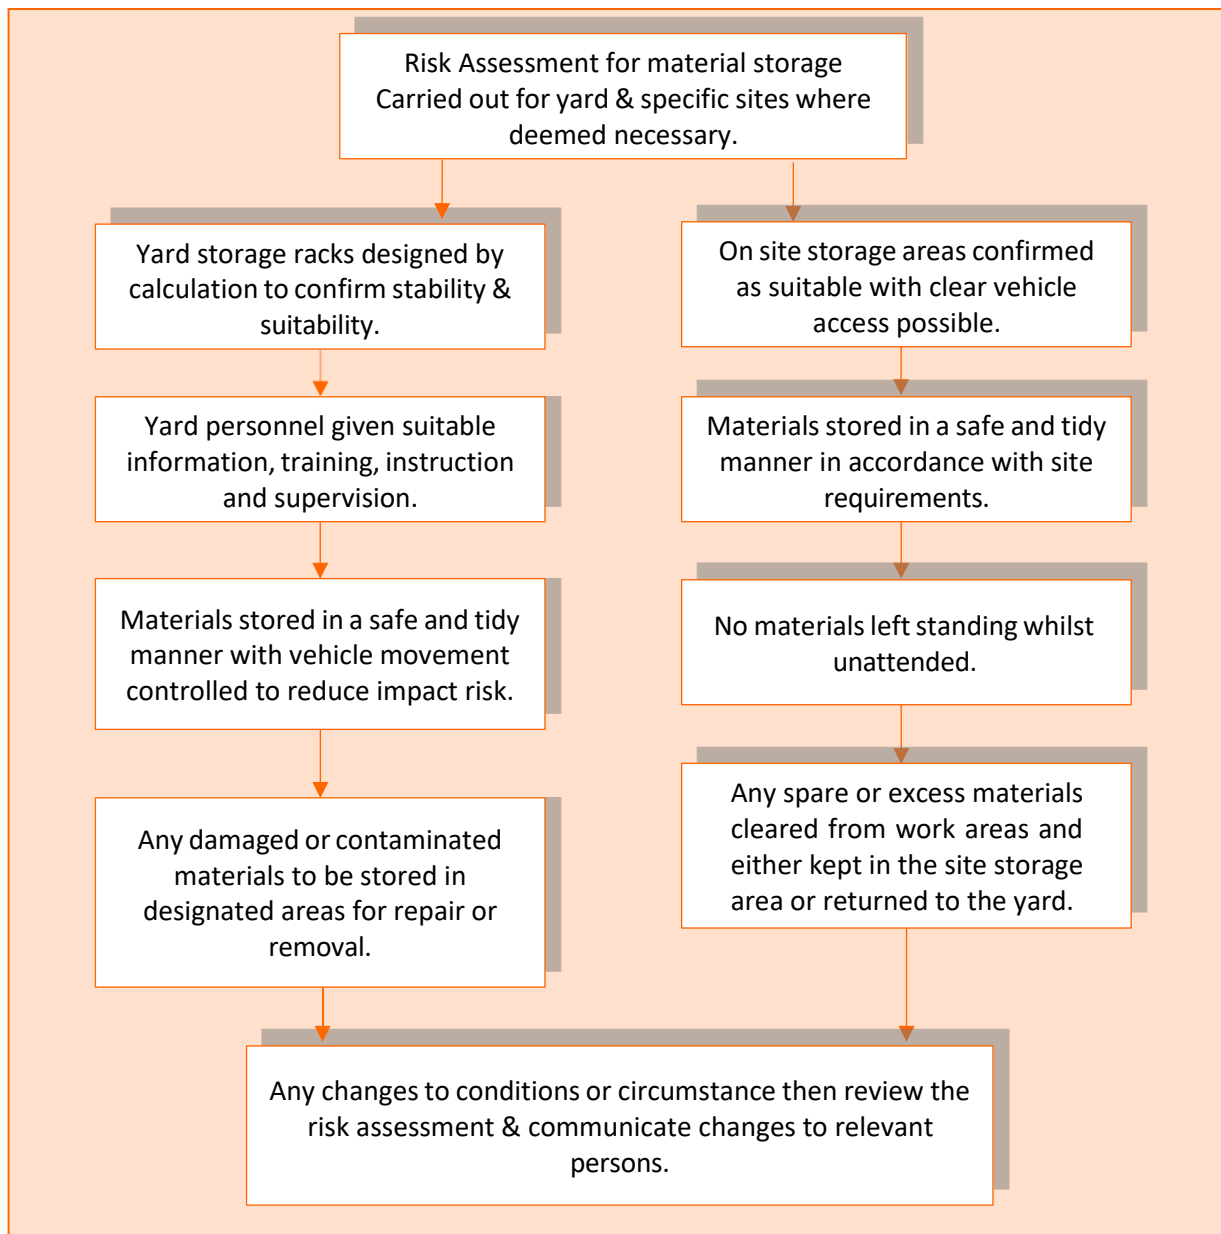 Risk Assessment for material storage
Carried out for yard & specific sites where
deemed necessary.
Yard storage racks designed by
calculation to confirm stability &
suitability.
Yard personnel given suitable
information, training, instruction
and supervision.
Materials stored in a safe and tidy
manner with vehicle movement
controlled to reduce impact risk.
Any damaged or contaminated
materials to be stored in
designated areas for repair or
removal.
On site storage areas confirmed
as suitable with clear vehicle
access possible.
Materials stored in a safe and tidy
manner in accordance with site
requirements.
No materials left standing whilst
unattended.
Any spare or excess materials
cleared from work areas and
either kept in the site storage
area or returned to the yard.
Any changes to conditions or circumstance then review the
risk assessment & communicate changes to relevant
persons.